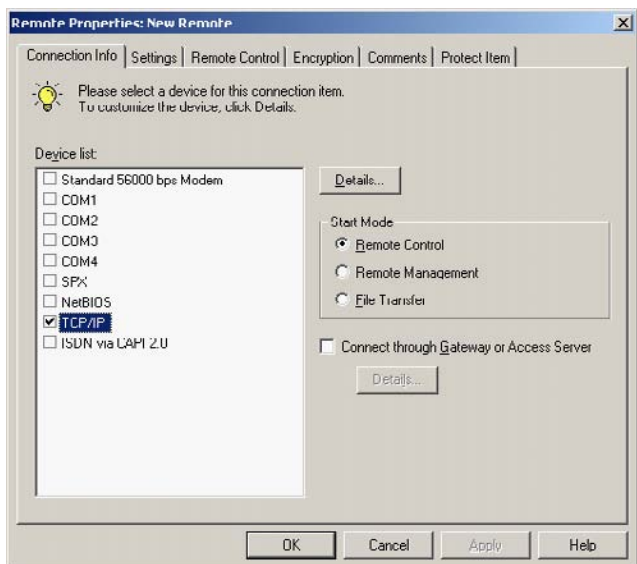 Remote Properties: New Remote
Connection Info
Settings
Remote Control
Encryption
Comments
Protect Item
Please select a device for this connection item.
To customize the device, click Details.
Device list:
Standard 56000 bps Modem
COM1
COM2
COM3
COM4
SPX
NetBIOS
TCP/IP
ISDN via CAPI 2.0
Details...
Start Mode
Remote Control
Remote Management
File Transfer
Connect through Gateway or Access Server
Details...
OK
Cancel
Apply
Help